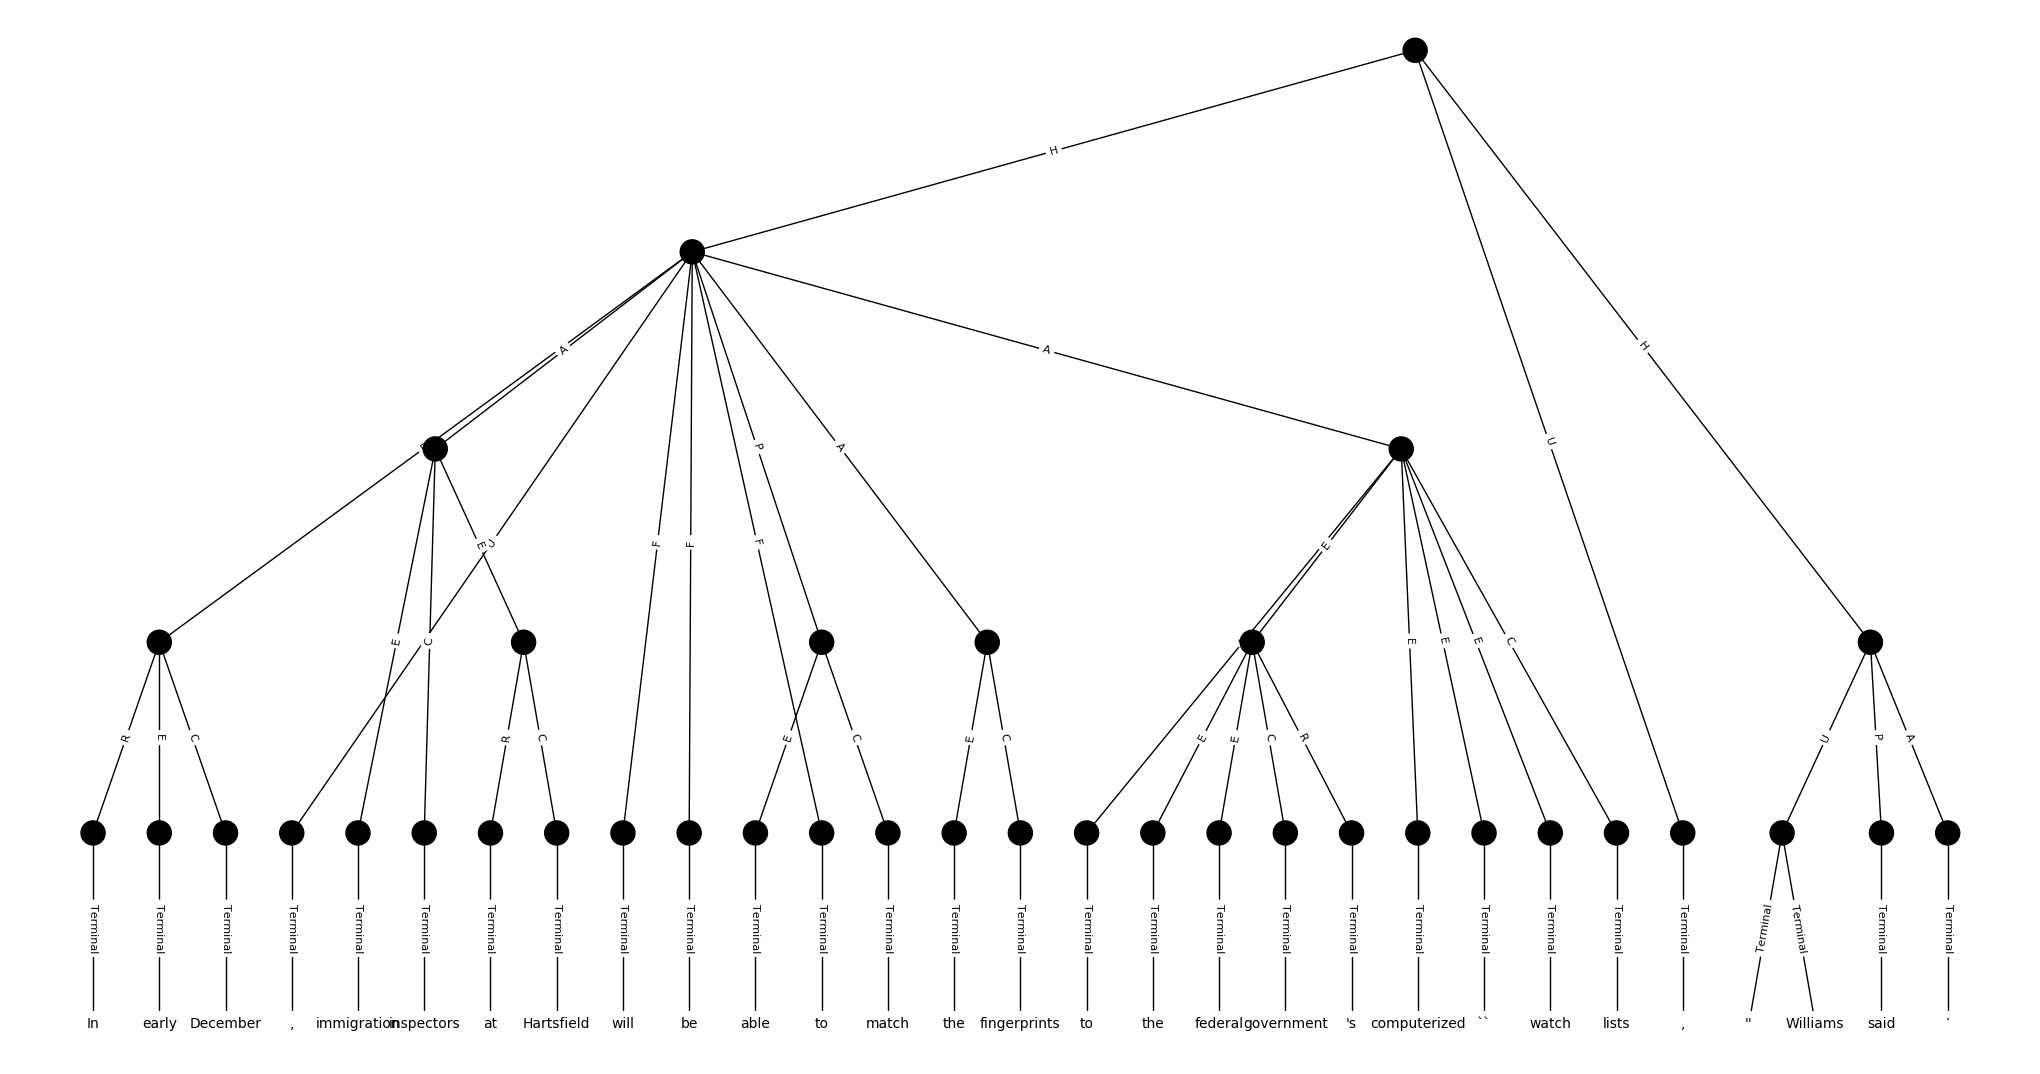 H
A A H
P A U
F F F E E
E C E E E C
R E C R C E C E C E E C R U P A
Terminal Terminal Terminal Terminal Terminal Terminal Terminal Terminal Terminal Terminal Terminal Terminal Terminal Terminal Terminal Terminal Terminal Terminal Terminal Terminal Terminal Terminal Terminal Terminal Terminal Terminal Terminal Terminal Terminal
In early December , immigration inspectors at Hartsfield will be able to match the fingerprints to the federal government 's computerized `` watch lists , " Williams said .